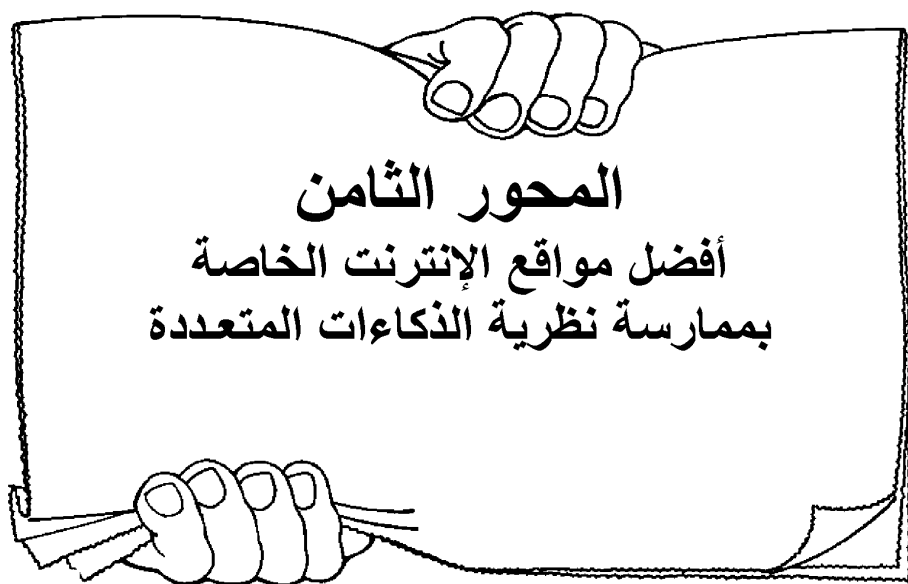 المحور الثامن
أفضل مواقع الإنترنت الخاصة
بممارسة نظرية الذكاءات المتعددة